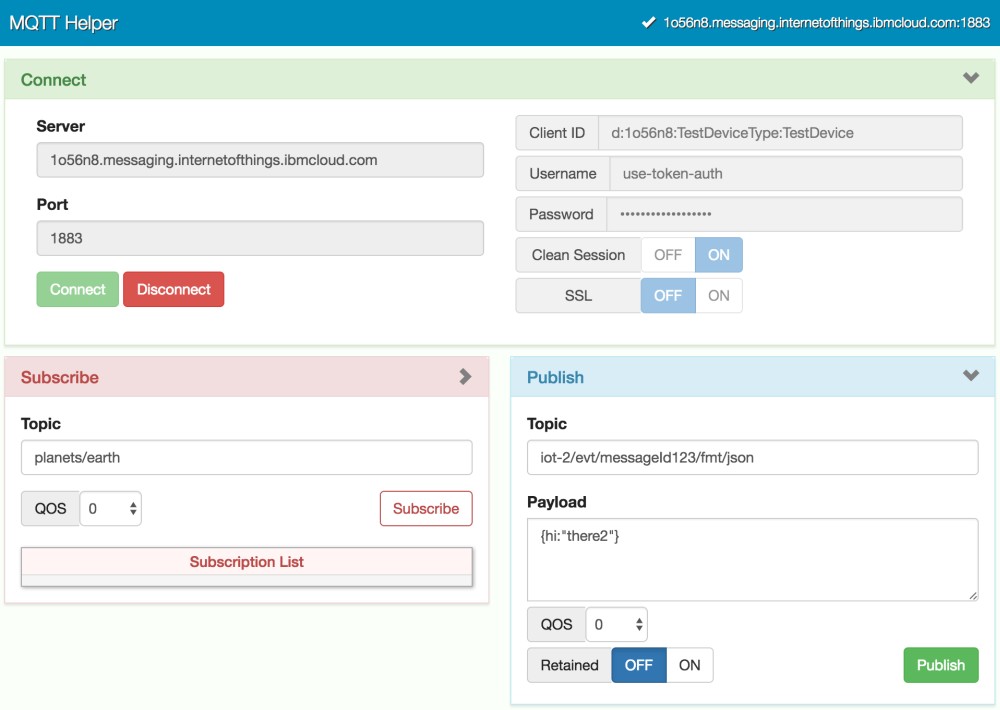 MQTT Helper
1o56n8.messaging.internetofthings.ibmcloud.com:1883
Connect
Server
1o56n8.messaging.internetofthings.ibmcloud.com
Port
1883
Connect Disconnect
Client ID d:1o56n8:TestDeviceType:TestDevice
Username use-token-auth
Password ••••••••••••••••••
Clean Session OFF ON
SSL OFF ON
Subscribe
Topic
planets/earth
QOS 0 Subscribe
Subscription List
Publish
Topic
iot-2/evt/messageId123/fmt/json
Payload
{hi:"there2"}
QOS 0
Retained OFF ON Publish